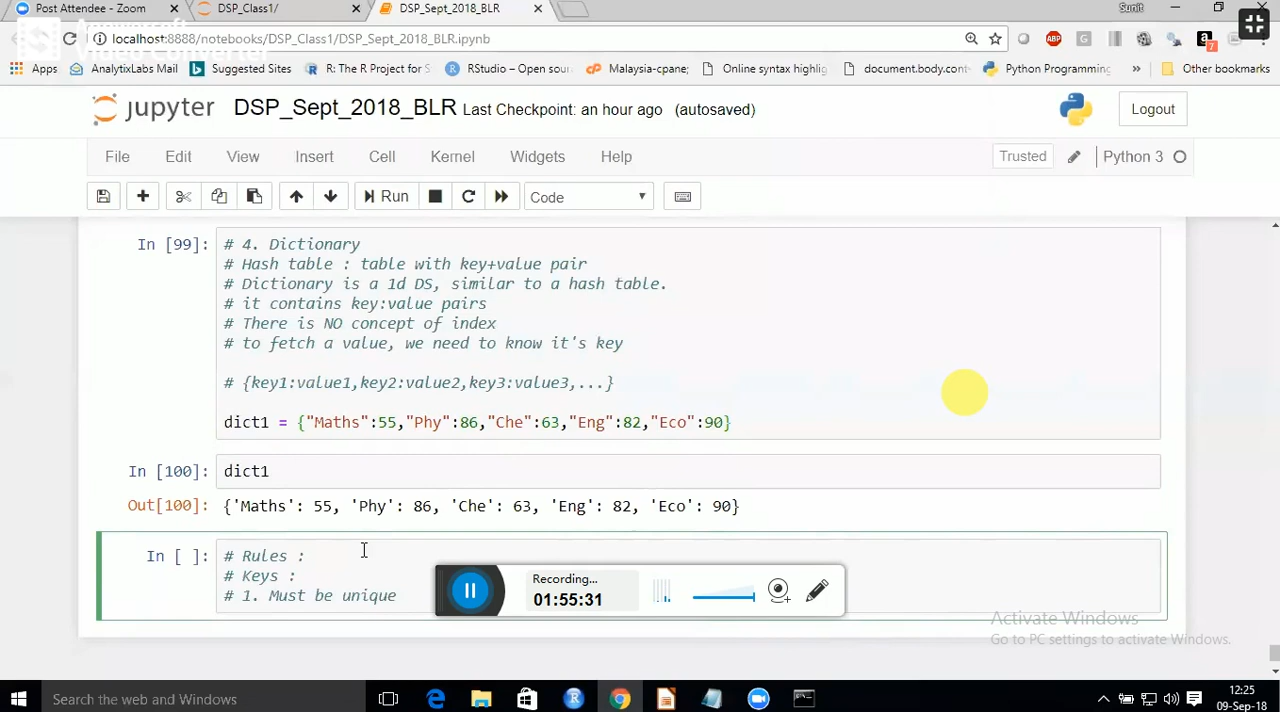 Post Attendee - Zoom
DSP_Class1/
DSP_Sept_2018_BLR
Sunit
localhost:8888/notebooks/DSP_Class1/DSP_Sept_2018_BLR.ipynb
ABP
7
Apps
AnalytixLabs Mail
Suggested Sites
R: The R Project for S
RStudio – Open sour
Malaysia-cpane;
Online syntax highlig
document.body.cont
Python Programming
»
Other bookmarks
jupyter
DSP_Sept_2018_BLR
Last Checkpoint: an hour ago
(autosaved)
Logout
File
Edit
View
Insert
Cell
Kernel
Widgets
Help
Trusted
Python 3
Run
Code
In [99]:
# 4. Dictionary
# Hash table : table with key+value pair
# Dictionary is a 1d DS, similar to a hash table.
# it contains key:value pairs
# There is NO concept of index
# to fetch a value, we need to know it's key
# {key1:value1,key2:value2,key3:value3,...}
dict1 = {"Maths":55,"Phy":86,"Che":63,"Eng":82,"Eco":90}
In [100]:
dict1
Out[100]:
{'Maths': 55, 'Phy': 86, 'Che': 63, 'Eng': 82, 'Eco': 90}
In [ ]:
# Rules :
# Keys :
# 1. Must be unique
Recording...
01:55:31
Activate Windows
Go to PC settings to activate Windows.
Search the web and Windows
12:25
09-Sep-18